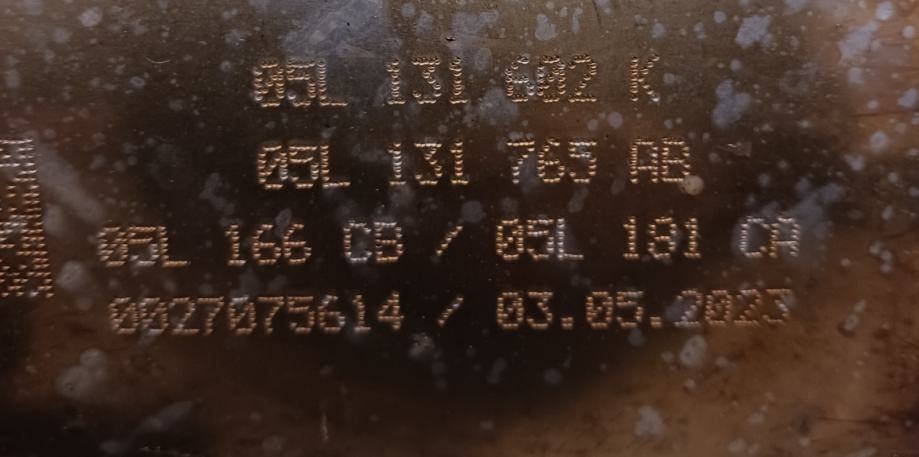 05L 131 602 K
05L 131 765 AB
05L 166 CB / 05L 181 CA
0027075614 / 03.05.2023